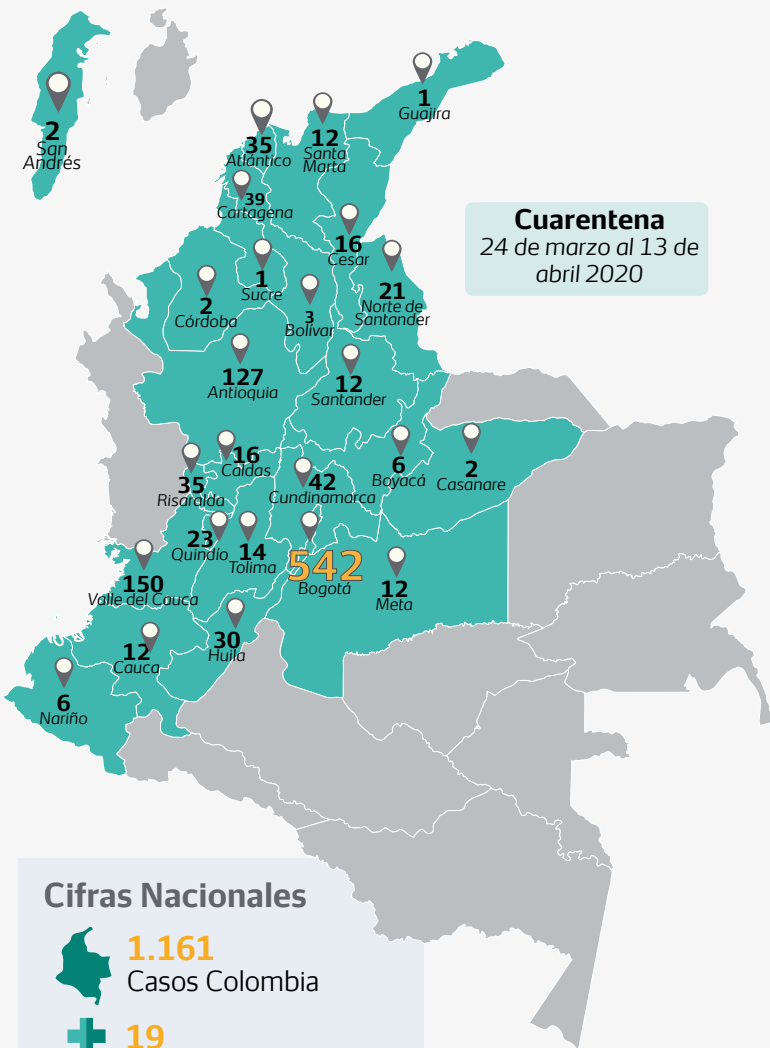 2
San
Andrés
1
Guajira
35
Atlántico
12
Santa
Marta
39
Cartagena
16
Cesar
Cuarentena
24 de marzo al 13 de
abril 2020
1
Sucre
2
Córdoba
3
Bolívar
21
Norte de
Santander
127
Antioquia
12
Santander
16
Caldas
35
Risaralda
42
Cundinamarca
6
Boyacá
2
Casanare
23
Quindío
14
Tolima
542
Bogotá
150
Valle del Cauca
12
Meta
12
Cauca
30
Huila
6
Nariño
Cifras Nacionales
1.161
Casos Colombia
19